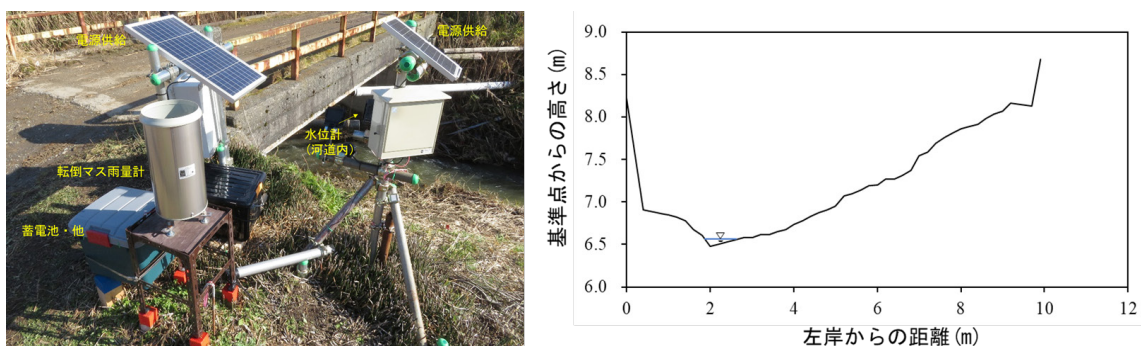 電源供給
電源供給
水位計
(河道内)
転倒マス雨量計
蓄電池・他
基準点からの高さ(m)
9.0
8.5
8.0
7.5
7.0
6.5
6.0
0
2
4
6
8
10
12
左岸からの距離(m)